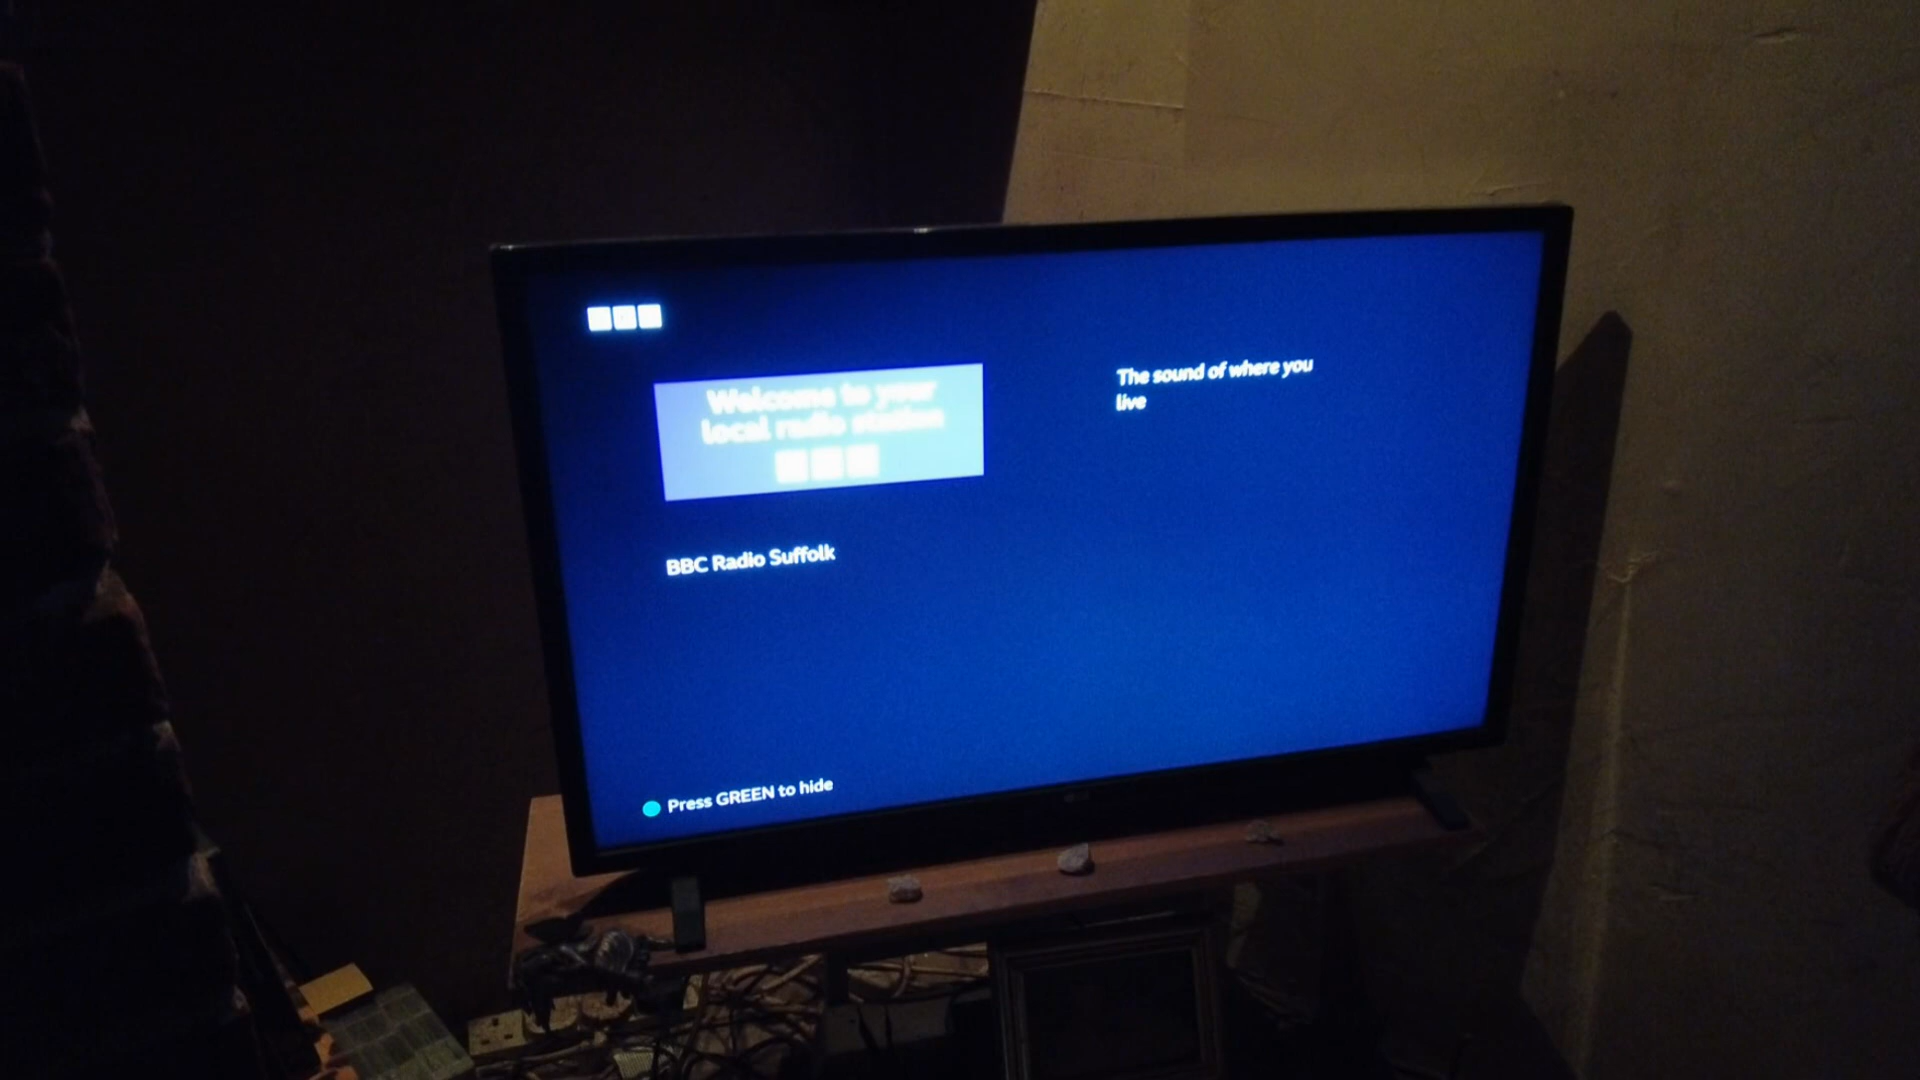 Welcome to your
local radio station
The sound of where you
live
BBC Radio Suffolk
Press GREEN to hide